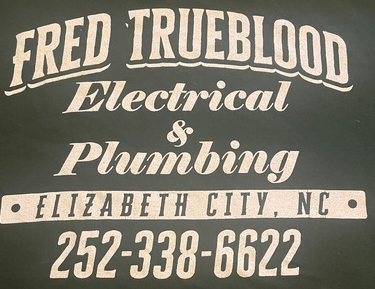 FRED TRUEBLOOD
Electrical
&
Plumbing
• ELIZABETH CITY, NC •
252-338-6622